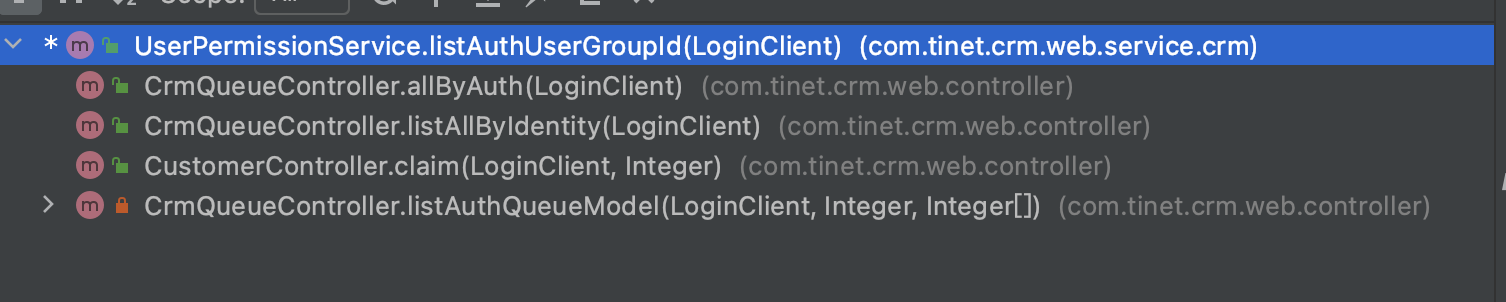 Scope:
* m UserPermissionService.listAuthUserGroupId(LoginClient) (com.tinet.crm.web.service.crm)
m CrmQueueController.allByAuth(LoginClient) (com.tinet.crm.web.controller)
m CrmQueueController.listAllByIdentity(LoginClient) (com.tinet.crm.web.controller)
m CustomerController.claim(LoginClient, Integer) (com.tinet.crm.web.controller)
m CrmQueueController.listAuthQueueModel(LoginClient, Integer, Integer[]) (com.tinet.crm.web.controller)